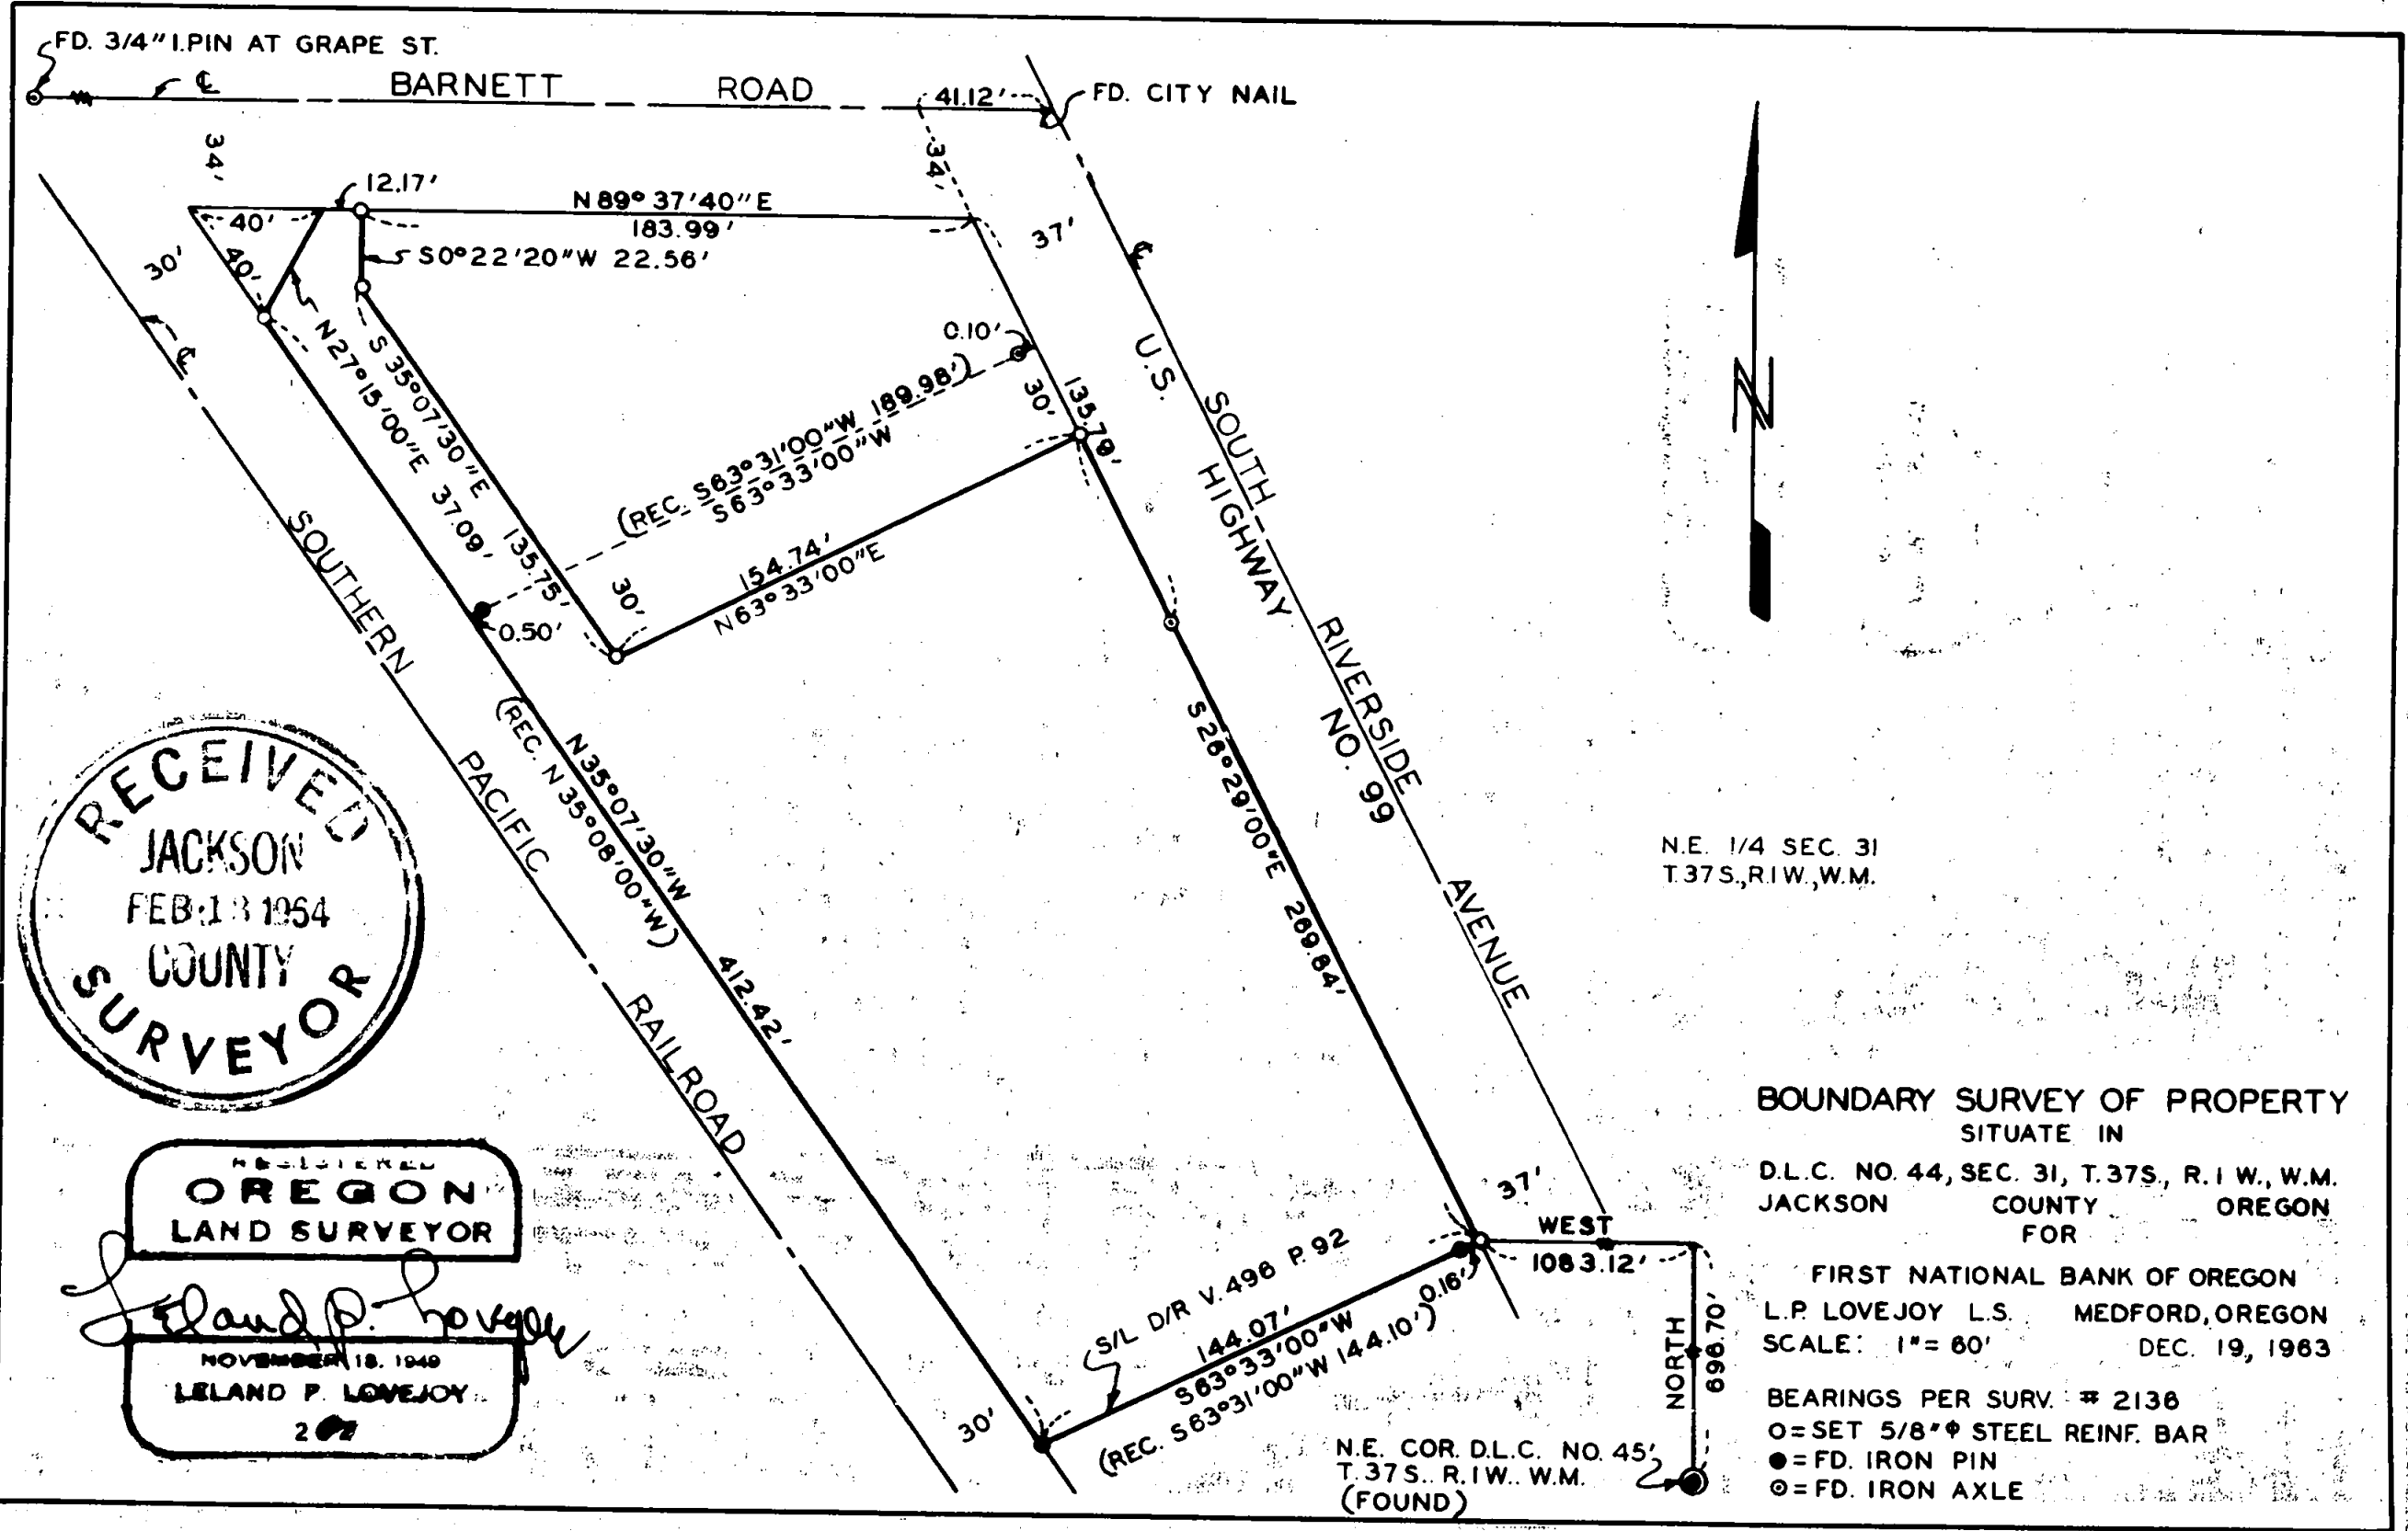 FD. 3/4" I.PIN AT GRAPE ST.
℄ BARNETT ROAD
41.12'
FD. CITY NAIL
34'
34'
12.17'
N 89° 37'40" E
183.99'
40'
40'
S 0° 22'20" W 22.56'
30'
37'
℄
℄
N 27° 15'00" E 37.09'
S 35° 07'30" E 135.75'
0.10'
30'
135.79'
(REC. S 63° 31'00" W 189.98')
S 63° 33'00" W
154.74'
N 63° 33'00" E
30'
0.50'
U.S. HIGHWAY NO. 99
SOUTH RIVERSIDE AVENUE
SOUTHERN PACIFIC RAILROAD
N 35° 07'30" W 412.42'
(REC. N 35° 08'00" W)
S 26° 29'00" E 269.84'
N
N.E. 1/4 SEC. 31
T.37 S., R.1 W., W.M.
RECEIVED
JACKSON
FEB 13 1964
COUNTY
SURVEYOR
REGISTERED
OREGON
LAND SURVEYOR
Leland P. Lovejoy
NOVEMBER 18. 1949
LELAND P. LOVEJOY
37'
WEST
1083.12'
0.16'
S/L D/R V. 496 P. 92
144.07'
S 63° 33'00" W
(REC. S 63° 31'00" W 144.10')
30'
NORTH
696.70'
N.E. COR. D.L.C. NO. 45
T. 37 S., R. 1 W., W.M.
(FOUND)
BOUNDARY SURVEY OF PROPERTY
SITUATE IN
D.L.C. NO. 44, SEC. 31, T. 37 S., R. 1 W., W.M.
JACKSON COUNTY OREGON
FOR
FIRST NATIONAL BANK OF OREGON
L.P. LOVEJOY L.S. MEDFORD, OREGON
SCALE: 1" = 60' DEC. 19, 1963
BEARINGS PER SURV. # 2136
O = SET 5/8" ⌀ STEEL REINF. BAR
● = FD. IRON PIN
⊙ = FD. IRON AXLE